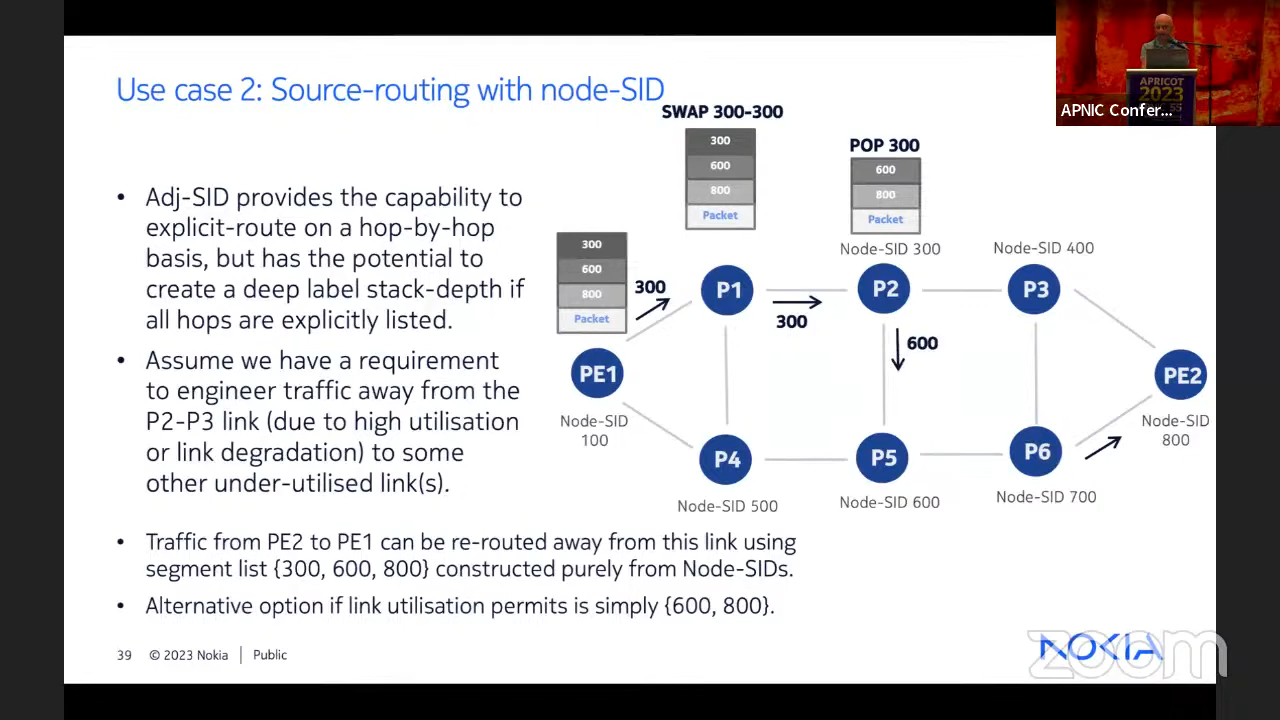 Use case 2: Source-routing with node-SID
APRICOT
2023
APNIC Confer...
SWAP 300-300
300
600
800
Packet
POP 300
600
800
Packet
• Adj-SID provides the capability to
explicit-route on a hop-by-hop
basis, but has the potential to
create a deep label stack-depth if
all hops are explicitly listed.
• Assume we have a requirement
to engineer traffic away from the
P2-P3 link (due to high utilisation
or link degradation) to some
other under-utilised link(s).
300
600
800
Packet
300
P1
300
Node-SID 300
P2
Node-SID 400
P3
600
PE1
Node-SID
100
PE2
Node-SID
800
P4
Node-SID 500
P5
Node-SID 600
P6
Node-SID 700
• Traffic from PE2 to PE1 can be re-routed away from this link using
segment list {300, 600, 800} constructed purely from Node-SIDs.
• Alternative option if link utilisation permits is simply {600, 800}.
39 © 2023 Nokia | Public
NOKIA
zoom